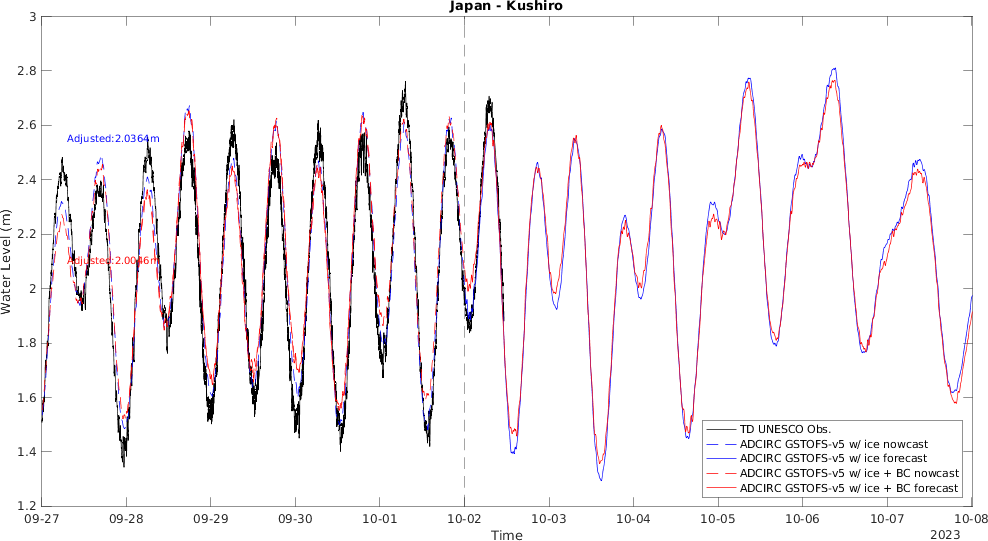 Japan - Kushiro
3
2.8
2.6
2.4
2.2
2
1.8
1.6
1.4
1.2
Water Level (m)
Adjusted:2.0364m
Adjusted:2.0046m
TD UNESCO Obs.
ADCIRC GSTOFS-v5 w/ ice nowcast
ADCIRC GSTOFS-v5 w/ ice forecast
ADCIRC GSTOFS-v5 w/ ice + BC nowcast
ADCIRC GSTOFS-v5 w/ ice + BC forecast
09-27 09-28 09-29 09-30 10-01 10-02 10-03 10-04 10-05 10-06 10-07 10-08
Time
2023